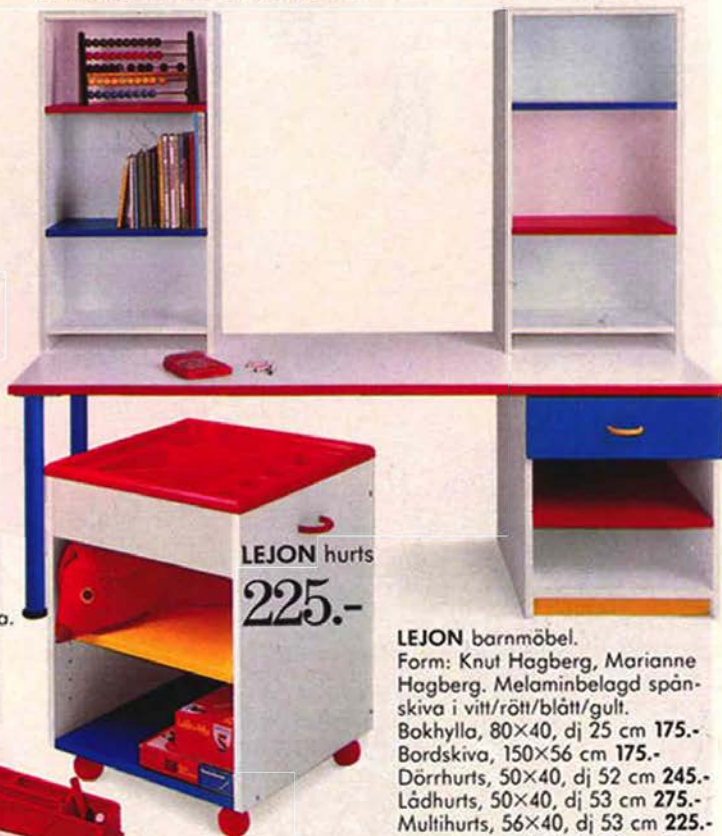 LEJON hurts
225.-
a.
LEJON barnmöbel.
Form: Knut Hagberg, Marianne
Hagberg. Melaminbelagd spån-
skiva i vitt/rött/blått/gult.
Bokhylla, 80×40, dj 25 cm 175.-
Bordskiva, 150×56 cm 175.-
Dörrhurts, 50×40, dj 52 cm 245.-
Lådhurts, 50×40, dj 53 cm 275.-
Multihurts, 56×40, dj 53 cm 225.-